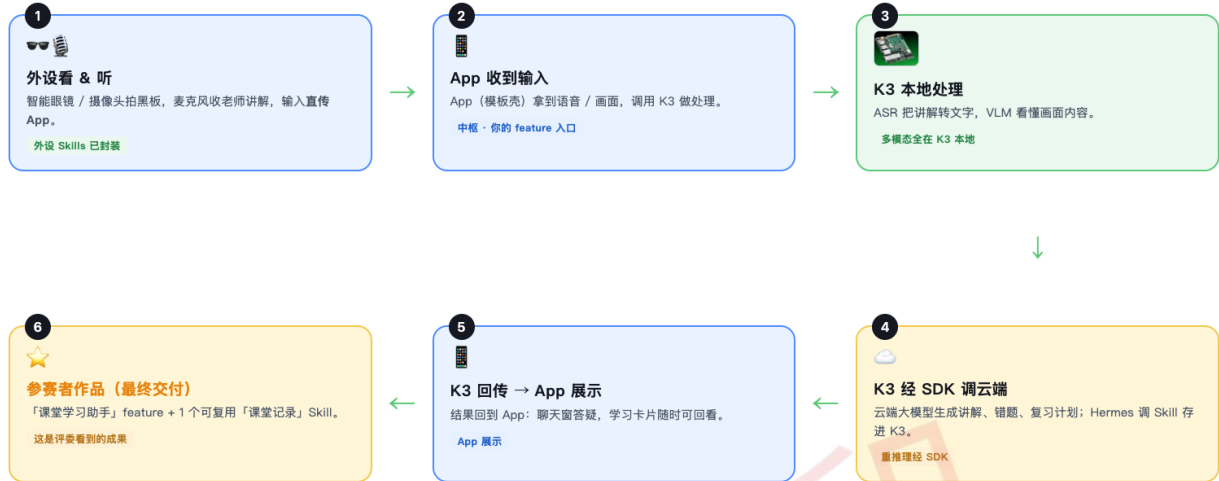 1
外设看 & 听
智能眼镜 / 摄像头拍黑板，麦克风收老师讲解，输入直传
App。
外设 Skills 已封装
2
App 收到输入
App（模板壳）拿到语音 / 画面，调用 K3 做处理。
中枢 · 你的 feature 入口
3
K3 本地处理
ASR 把讲解转文字，VLM 看懂画面内容。
多模态全在 K3 本地
4
K3 经 SDK 调云端
云端大模型生成讲解、错题、复习计划；Hermes 调 Skill 存
进 K3。
重推理经 SDK
5
K3 回传 → App 展示
结果回到 App：聊天窗答疑，学习卡片随时可回看。
App 展示
6
参赛者作品（最终交付）
「课堂学习助手」feature + 1 个可复用「课堂记录」Skill。
这是评委看到的成果